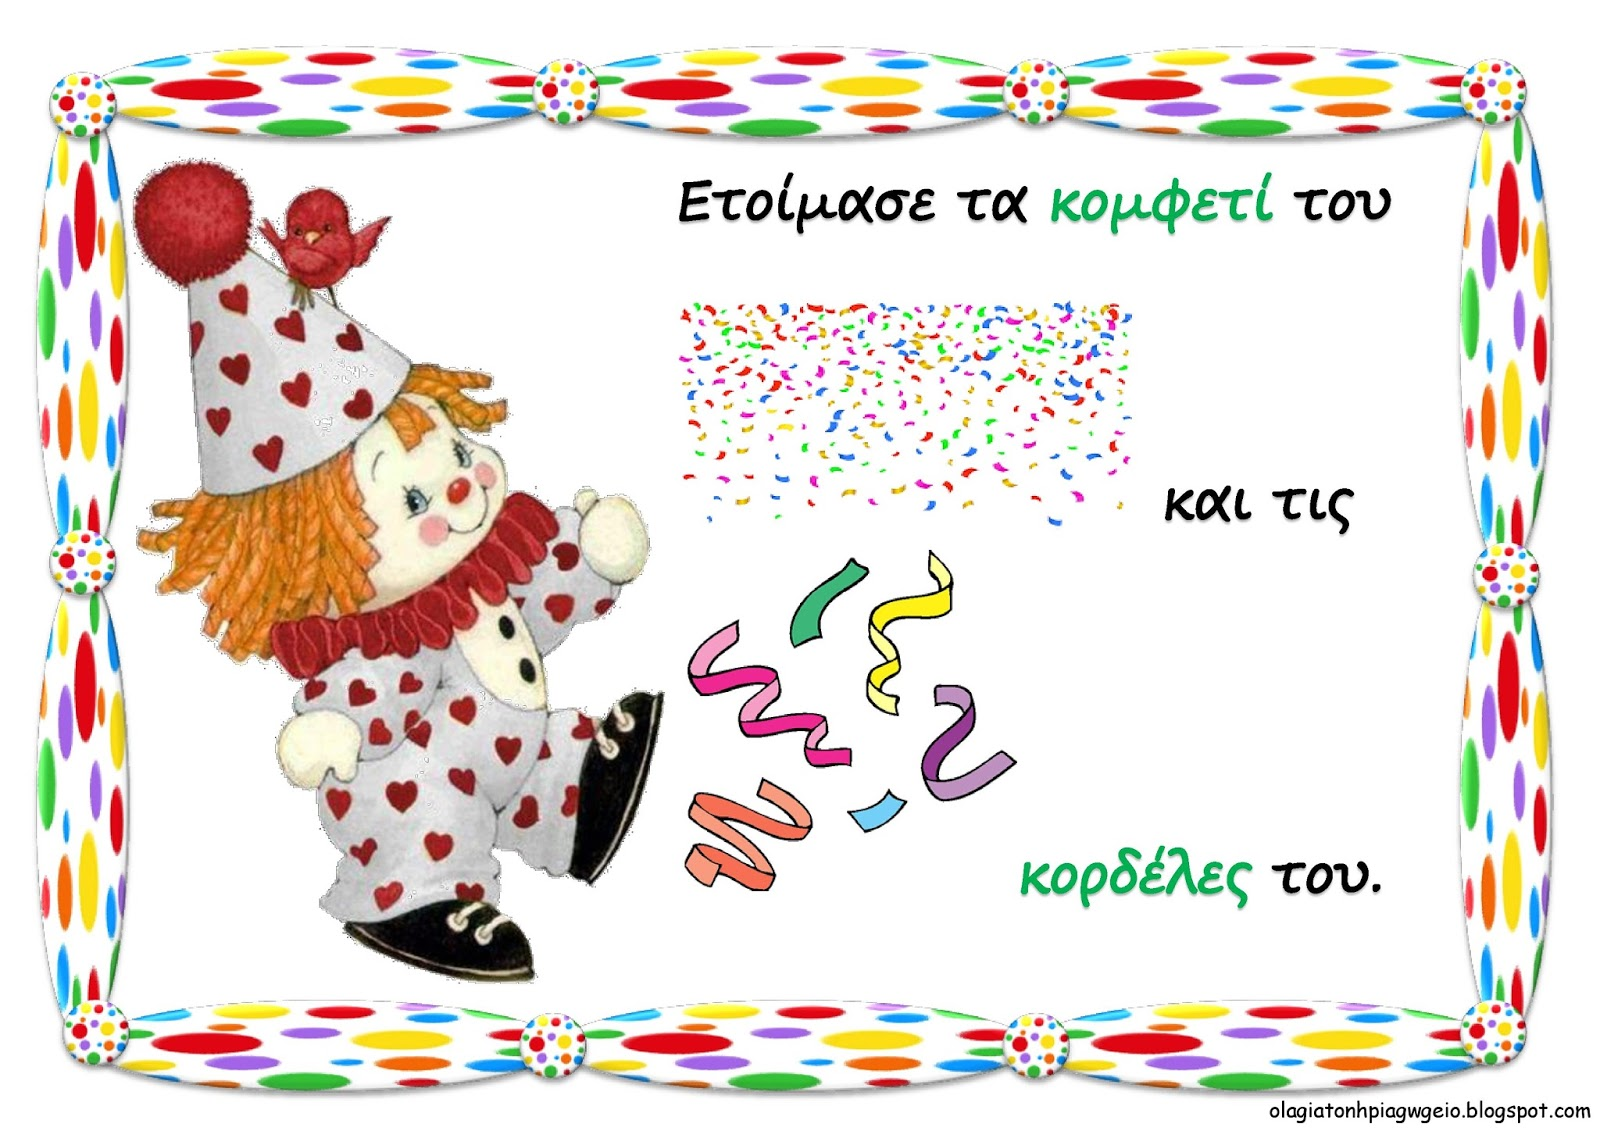 Ετοίμασε τα κομφετί του
και τις
κορδέλες του.
olagiatonhpiagwgeio.blogspot.com